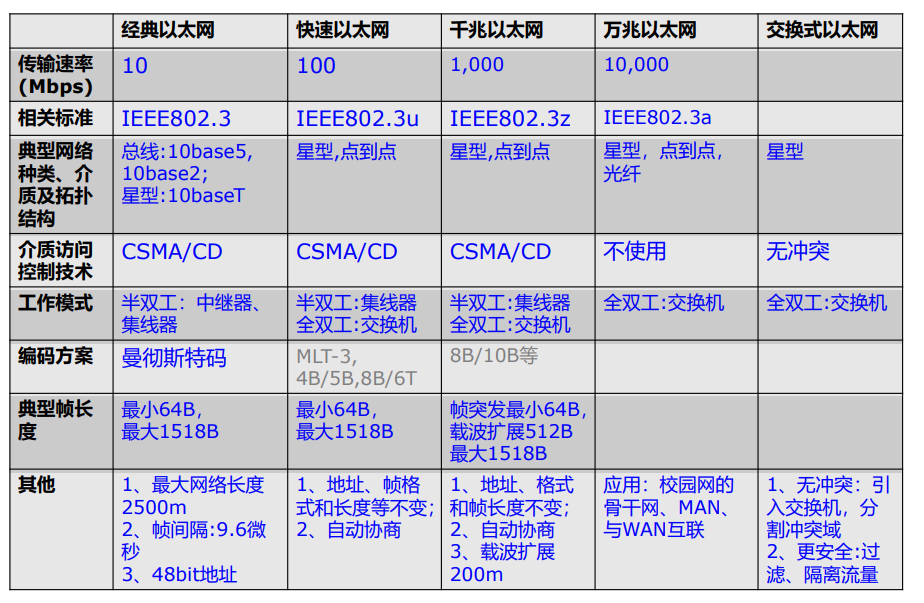 经典以太网
快速以太网
千兆以太网
万兆以太网
交换式以太网
传输速率
(Mbps)
10
100
1,000
10,000
相关标准
IEEE802.3
IEEE802.3u
IEEE802.3z
IEEE802.3a
典型网络
种类、介
质及拓扑
结构
总线:10base5,
10base2;
星型:10baseT
星型,点到点
星型,点到点
星型，点到点，
光纤
星型
介质访问
控制技术
CSMA/CD
CSMA/CD
CSMA/CD
不使用
无冲突
工作模式
半双工：中继器、
集线器
半双工:集线器
全双工:交换机
半双工:集线器
全双工:交换机
全双工:交换机
全双工:交换机
编码方案
曼彻斯特码
MLT-3,
4B/5B,8B/6T
8B/10B等
典型帧长
度
最小64B，
最大1518B
最小64B，
最大1518B
帧突发最小64B，
载波扩展512B
最大1518B
其他
1、最大网络长度
2500m
2、帧间隔:9.6微
秒
3、48bit地址
1、地址、帧格
式和长度等不变；
2、自动协商
1、地址、格式
和帧长度不变；
2、自动协商
3、载波扩展
200m
应用：校园网的
骨干网、MAN、
与WAN互联
1、无冲突：引
入交换机，分
割冲突域
2、更安全:过
滤、隔离流量